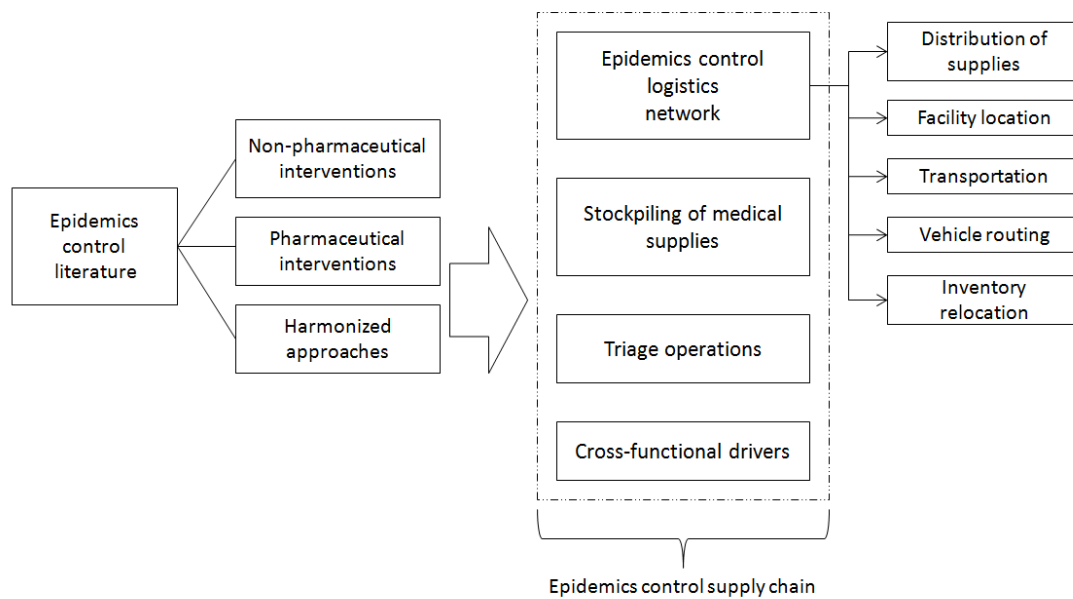 Epidemics
control
literature
Non-pharmaceutical
interventions
Pharmaceutical
interventions
Harmonized
approaches
Epidemics control
logistics
network
Stockpiling of medical
supplies
Triage operations
Cross-functional drivers
Epidemics control supply chain
Distribution of
supplies
Facility location
Transportation
Vehicle routing
Inventory
relocation